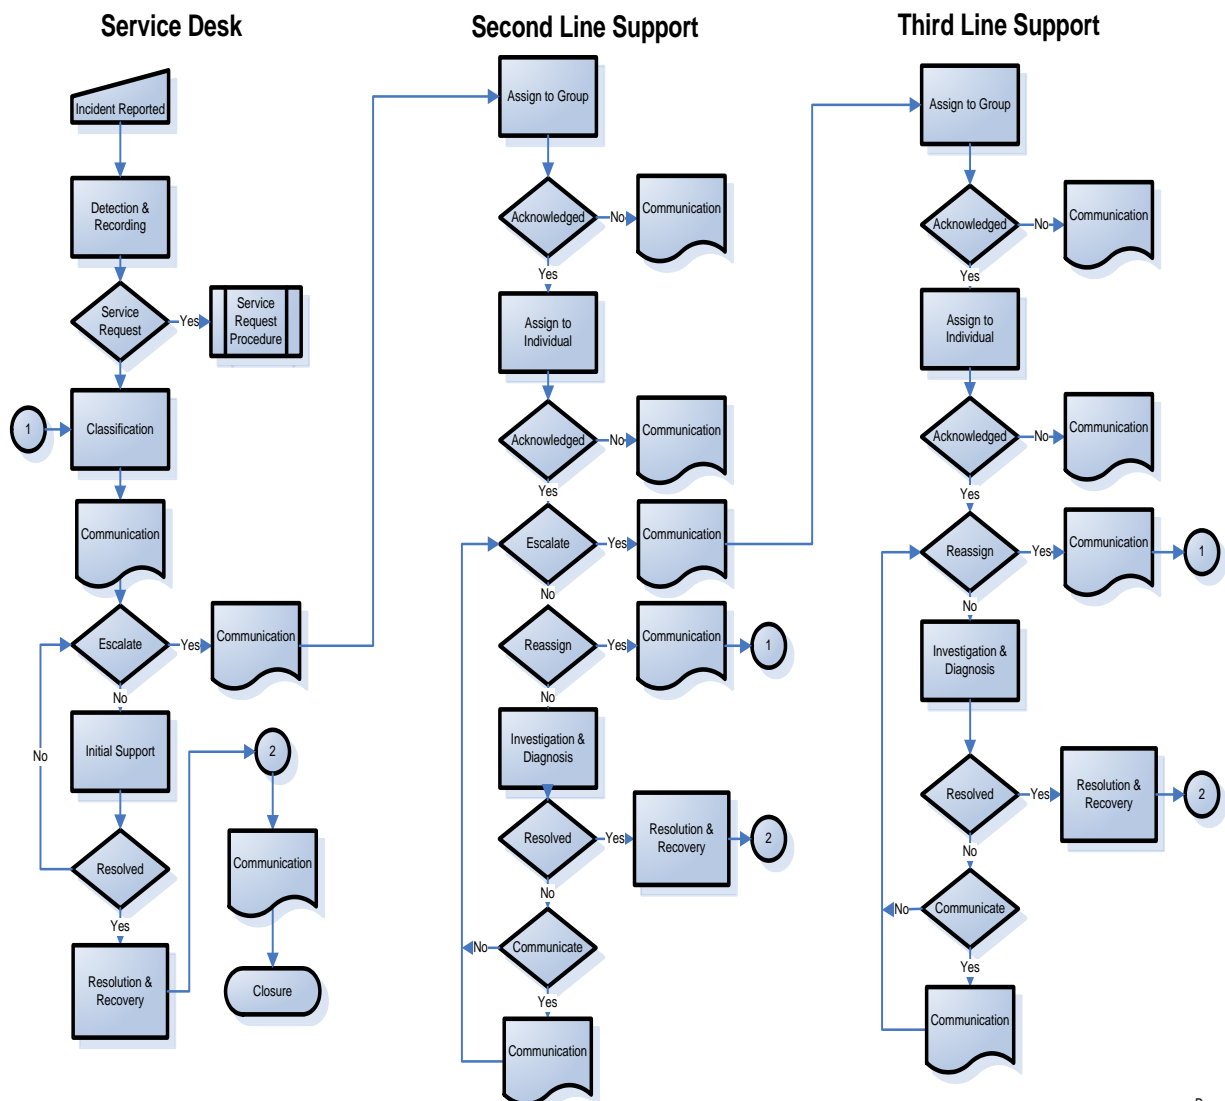 Service Desk
Incident Reported
Detection &
Recording
Service
Request
Yes
Service
Request
Procedure
1
Classification
Communication
Escalate
Yes
Communication
No
Initial Support
No
2
Resolved
Communication
Yes
Resolution &
Recovery
Closure
Second Line Support
Assign to Group
Acknowledged
No
Communication
Yes
Assign to
Individual
Acknowledged
No
Communication
Yes
Escalate
Yes
Communication
No
Reassign
Yes
Communication
1
No
Investigation &
Diagnosis
Resolved
Yes
Resolution &
Recovery
2
No
Communicate
No
Yes
Communication
Third Line Support
Assign to Group
Acknowledged
No
Communication
Yes
Assign to
Individual
Acknowledged
No
Communication
Yes
Reassign
Yes
Communication
1
No
Investigation &
Diagnosis
Resolved
Yes
Resolution &
Recovery
2
No
Communicate
No
Yes
Communication